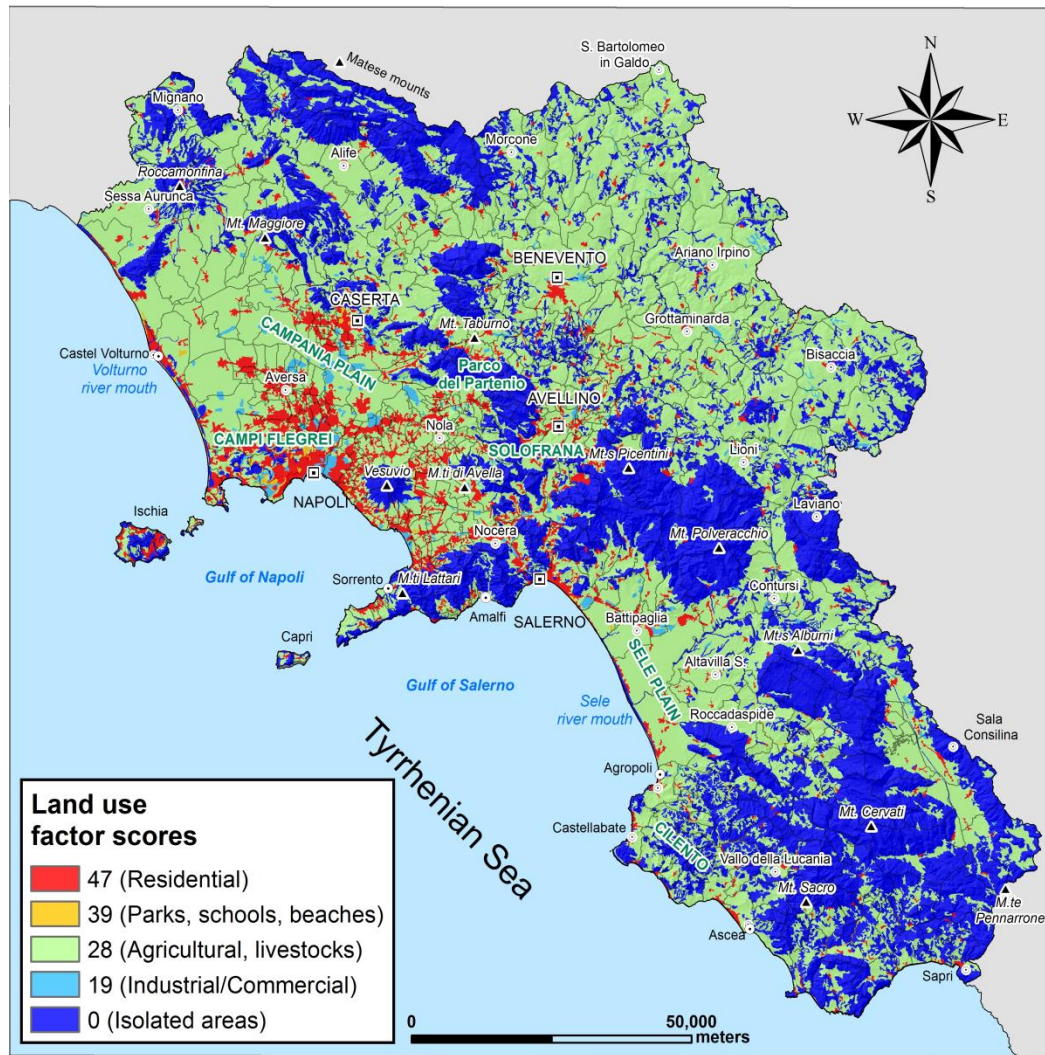 S. Bartolomeo
in Galdo
Matese mounts
N
W
E
S
Mignano
Morcone
Alife
Roccamonfina
Sessa Aurunca
Mt. Maggiore
BENEVENTO
Ariano Irpino
CASERTA
Mt. Taburno
Grottaminarda
CAMPANIA PLAIN
Castel Volturno
Volturno
river mouth
Parco
del Partenio
Bisaccia
Aversa
AVELLINO
Nola
CAMPI FLEGREI
SOLOFRANA
Mt.s Picentini
Lioni
Vesuvio
M.ti di Avella
NAPOLI
Laviano
Ischia
Nocera
Mt. Polveracchio
Gulf of Napoli
Sorrento
M.ti Lattari
Contursi
Amalfi
SALERNO
Battipaglia
Capri
Mt.s Alburni
SELE PLAIN
Altavilla S.
Gulf of Salerno
Sele
river mouth
Roccadaspide
Sala
Consilina
Tyrrhenian Sea
Agropoli
Mt. Cervati
Castellabate
CILENTO
Vallo della Lucania
Mt. Sacro
M.te
Pennarrone
Ascea
Sapri
Land use
factor scores
47 (Residential)
39 (Parks, schools, beaches)
28 (Agricultural, livestocks)
19 (Industrial/Commercial)
0 (Isolated areas)
0
50,000
meters